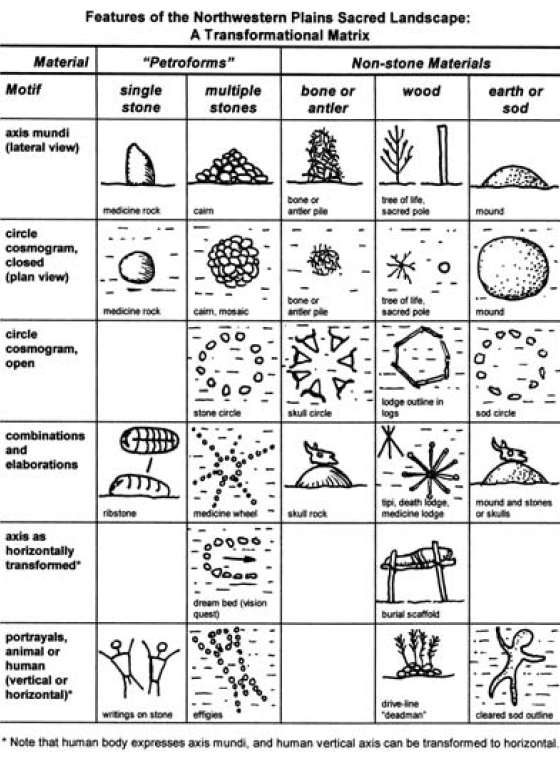 Features of the Northwestern Plains Sacred Landscape:
A Transformational Matrix
Material
"Petroforms"
Non-stone Materials
Motif
single
stone
multiple
stones
bone or
antler
wood
earth or
sod
axis mundi
(lateral view)
medicine rock
cairn
bone or
antler pile
tree of life,
sacred pole
mound
circle
cosmogram,
closed
(plan view)
medicine rock
cairn, mosaic
bone or
antler pile
tree of life,
sacred pole
mound
circle
cosmogram,
open
stone circle
skull circle
lodge outline in
logs
sod circle
combinations
and
elaborations
ribstone
medicine wheel
skull rock
tipi, death lodge,
medicine lodge
mound and stones
or skulls
axis as
horizontally
transformed*
dream bed (vision
quest)
burial scaffold
portrayals,
animal or
human
(vertical or
horizontal)*
writings on stone
effigies
drive-line
"deadman"
cleared sod outline
* Note that human body expresses axis mundi, and human vertical axis can be transformed to horizontal.